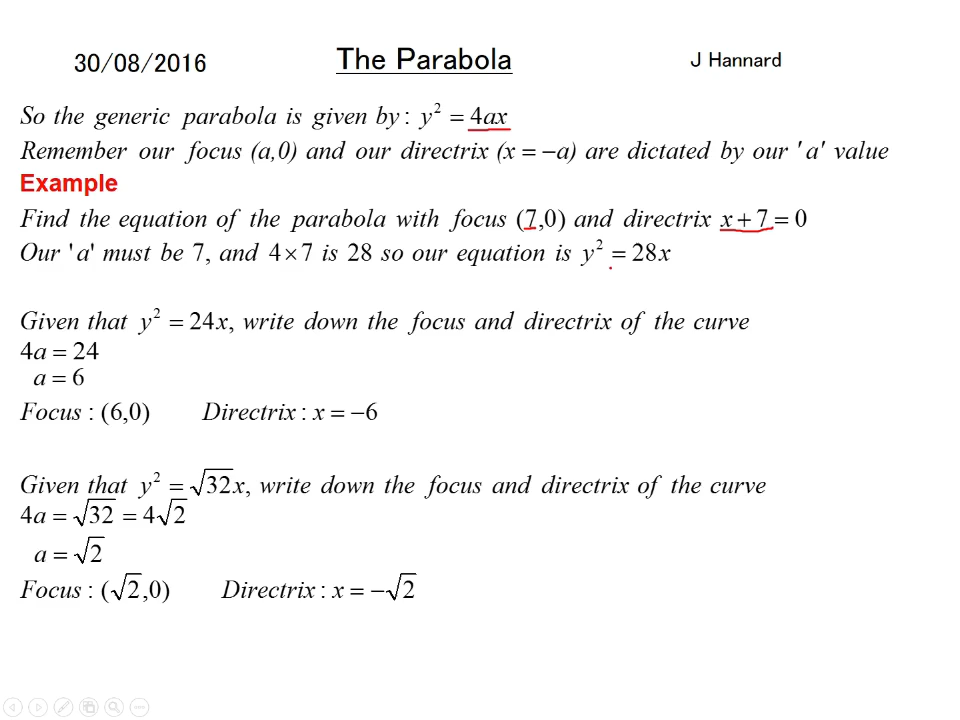 30/08/2016 The Parabola J Hannard
So the generic parabola is given by: y² = 4ax
Remember our focus (a,0) and our directrix (x = −a) are dictated by our 'a' value
Example
Find the equation of the parabola with focus (7,0) and directrix x + 7 = 0
Our 'a' must be 7, and 4×7 is 28 so our equation is y² = 28x
Given that y² = 24x, write down the focus and directrix of the curve
4a = 24
a = 6
Focus : (6,0) Directrix : x = −6
Given that y² = √32x, write down the focus and directrix of the curve
4a = √32 = 4√2
a = √2
Focus : (√2,0) Directrix : x = −√2